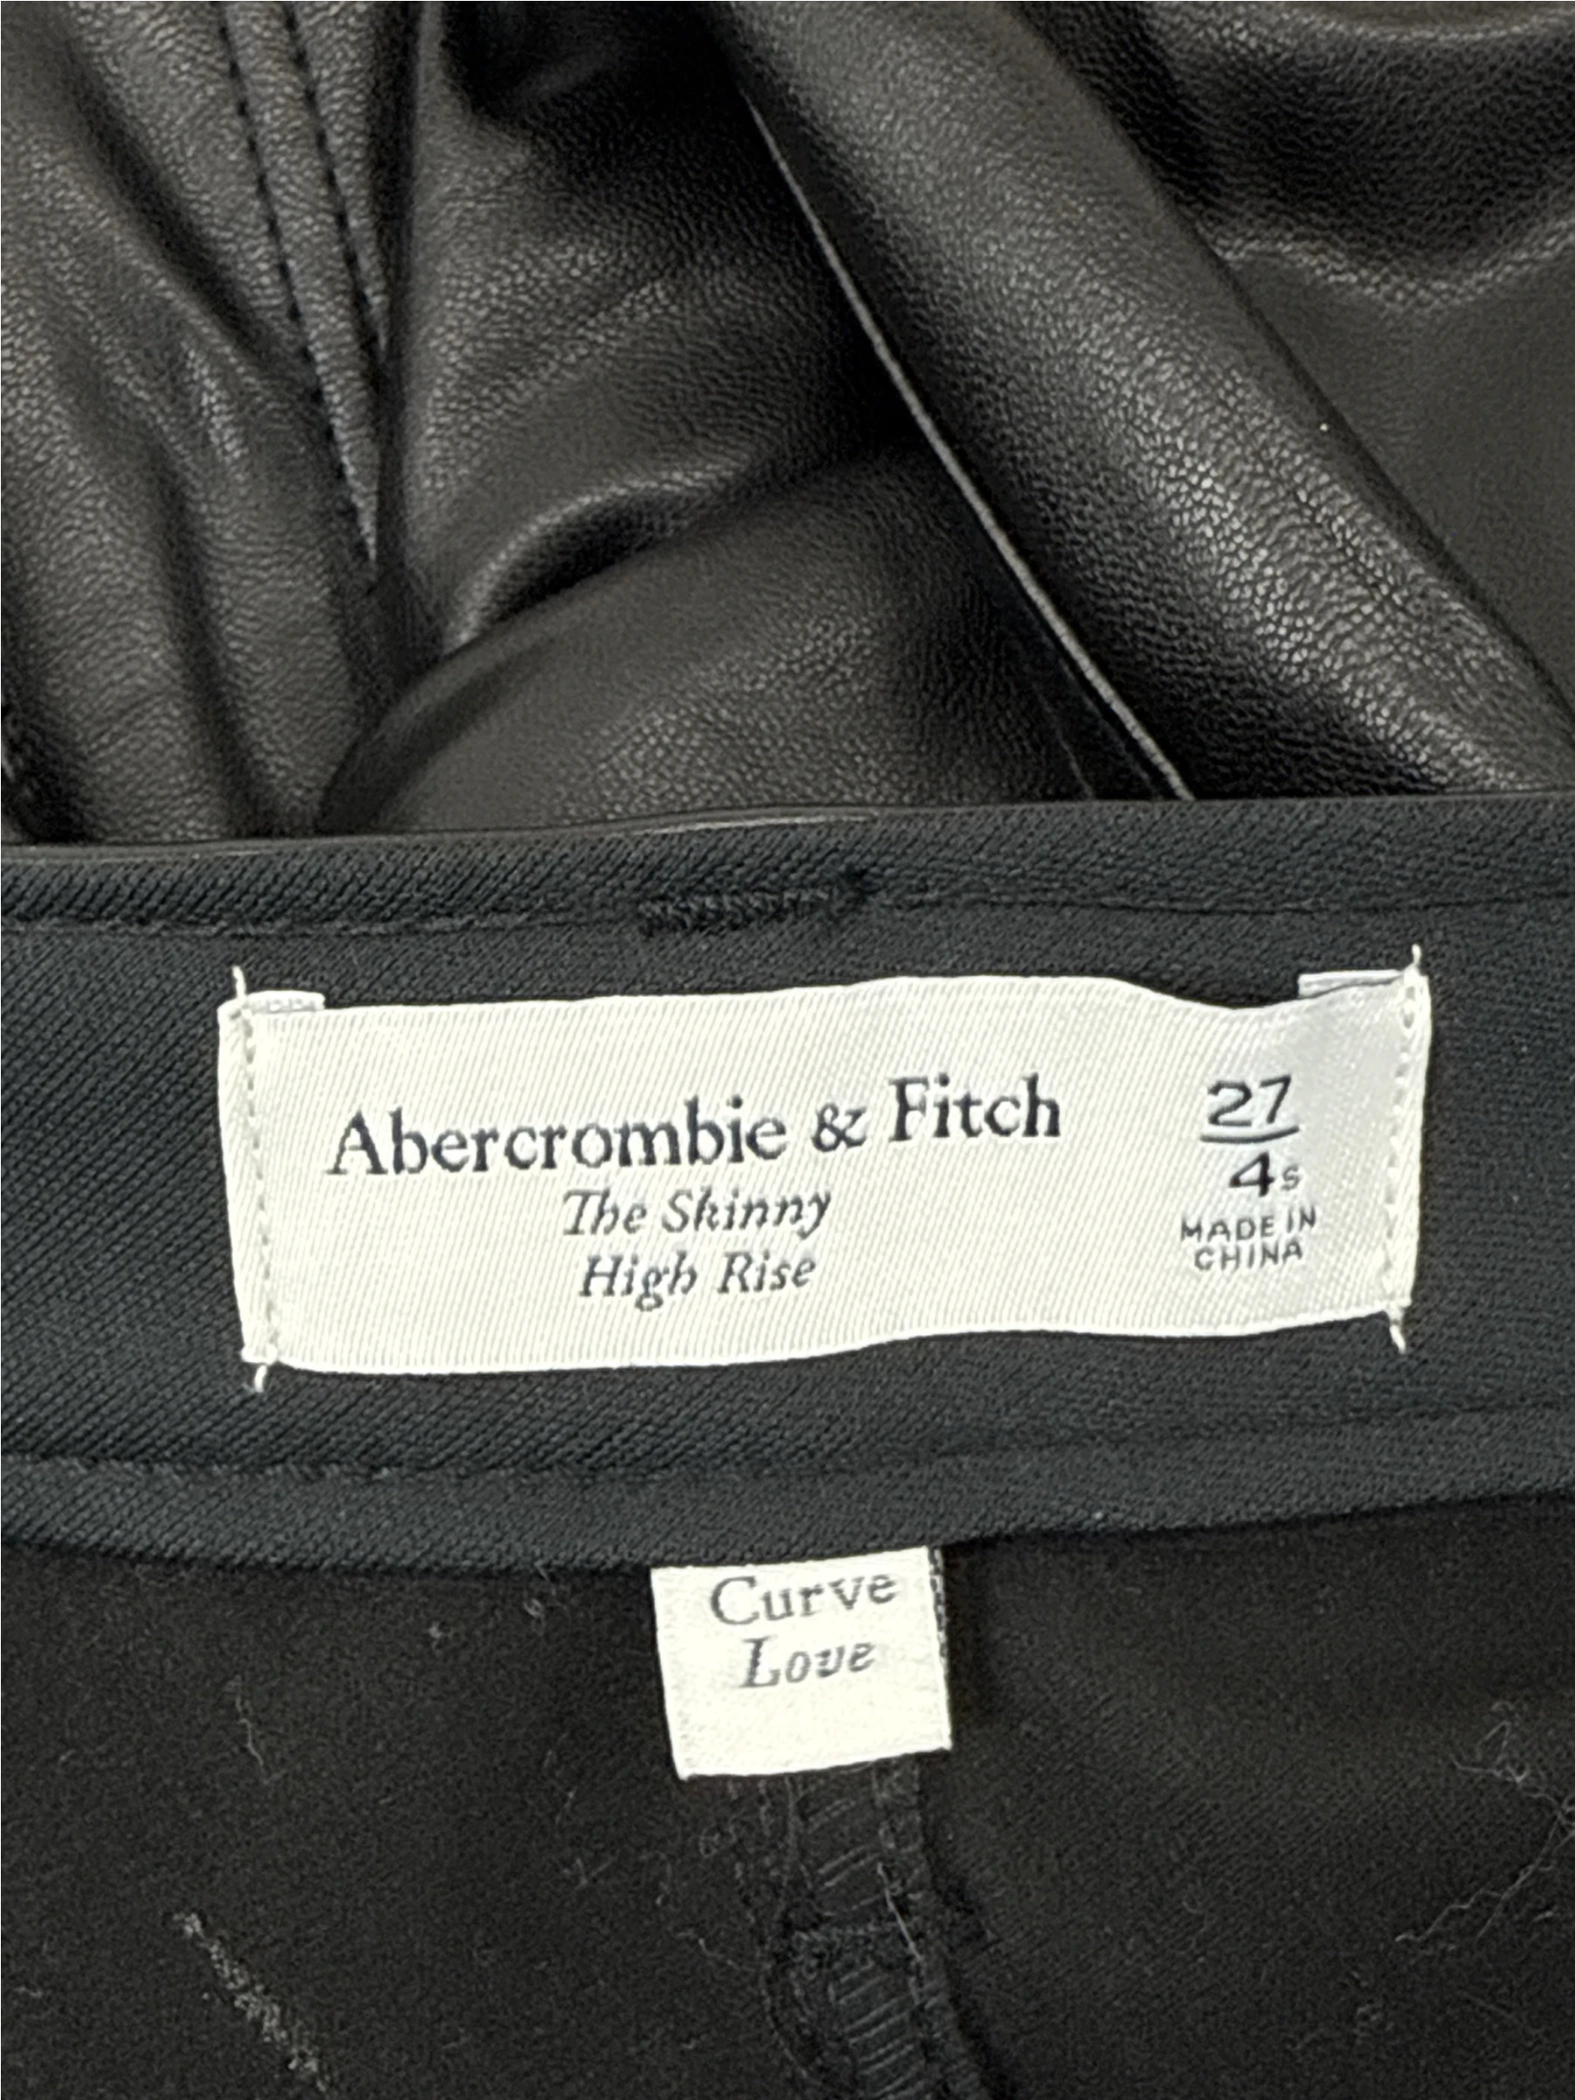 Abercrombie & Fitch
The Skinny
High Rise
27
4s
MADE IN
CHINA
Curve
Love